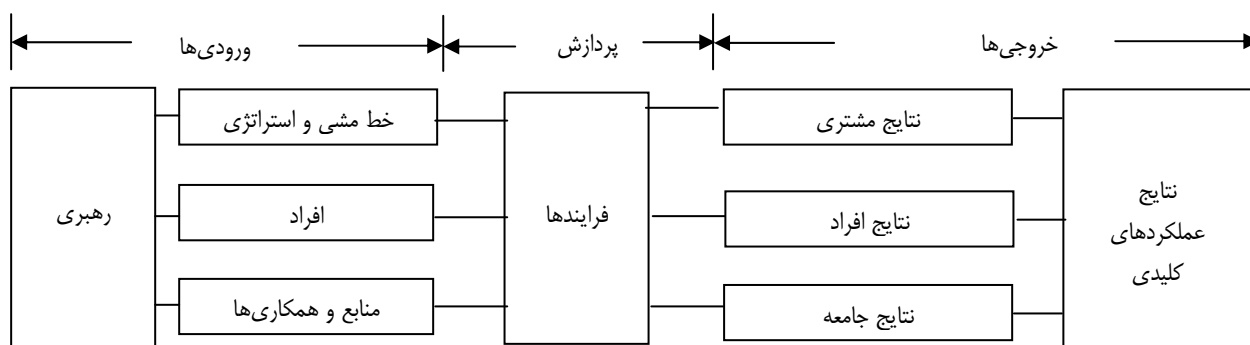 ورودی‌ها
پردازش
خروجی‌ها
رهبری
خط مشی و استراتژی
افراد
منابع و همکاری‌ها
فرایندها
نتایج مشتری
نتایج افراد
نتایج جامعه
نتایج
عملکردهای
کلیدی